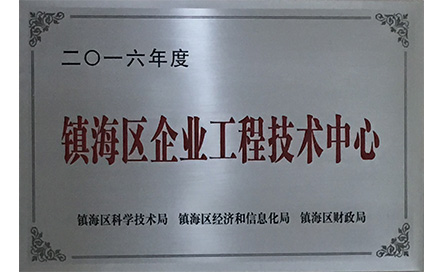 二〇一六年度
镇海区企业工程技术中心
镇海区科学技术局 镇海区经济和信息化局 镇海区财政局